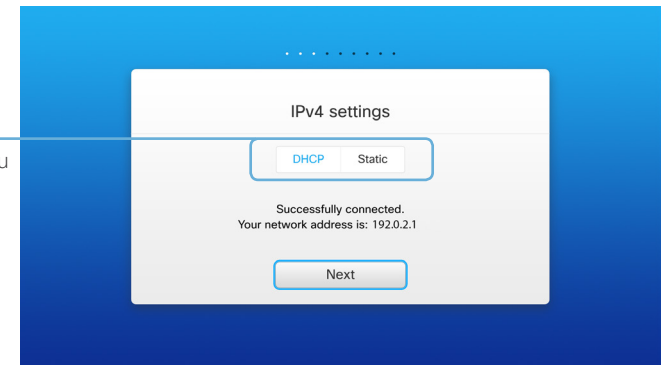 IPv4 settings
DHCP Static
u
Successfully connected.
Your network address is: 192.0.2.1
Next